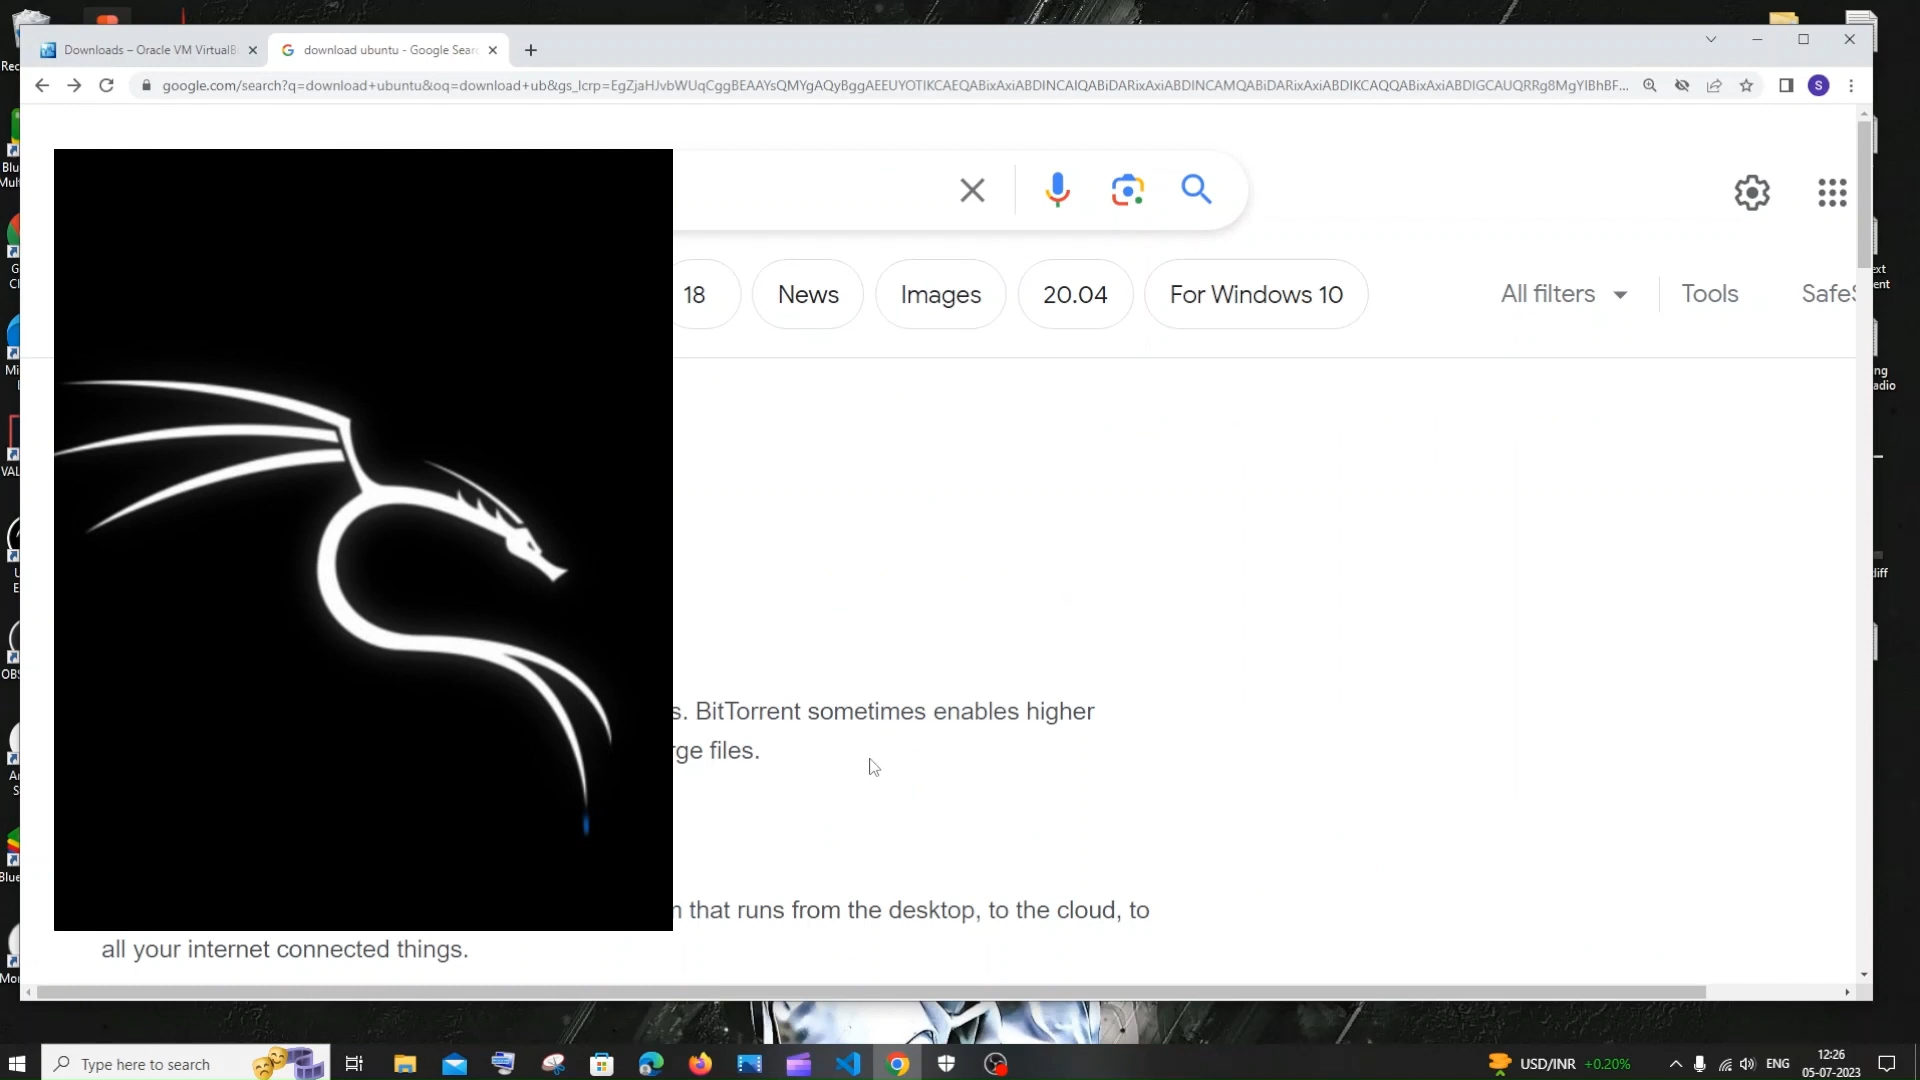 Downloads – Oracle VM VirtualB
download ubuntu - Google Searc
google.com/search?q=download+ubuntu&oq=download+ub&gs_lcrp=EgZjaHJvbWUqCggBEAAYsQMYgAQyBggAEEUYOTIKCAEQABixAxiABDINCAIQABiDARixAxiABDINCAMQABiDARixAxiABDIKCAQQABixAxiABDIGCAUQRRg8MgYIBhBF...
S
18
News
Images
20.04
For Windows 10
All filters
Tools
SafeS
s. BitTorrent sometimes enables higher
rge files.
that runs from the desktop, to the cloud, to
all your internet connected things.
Type here to search
USD/INR +0.20%
ENG
12:26
05-07-2023